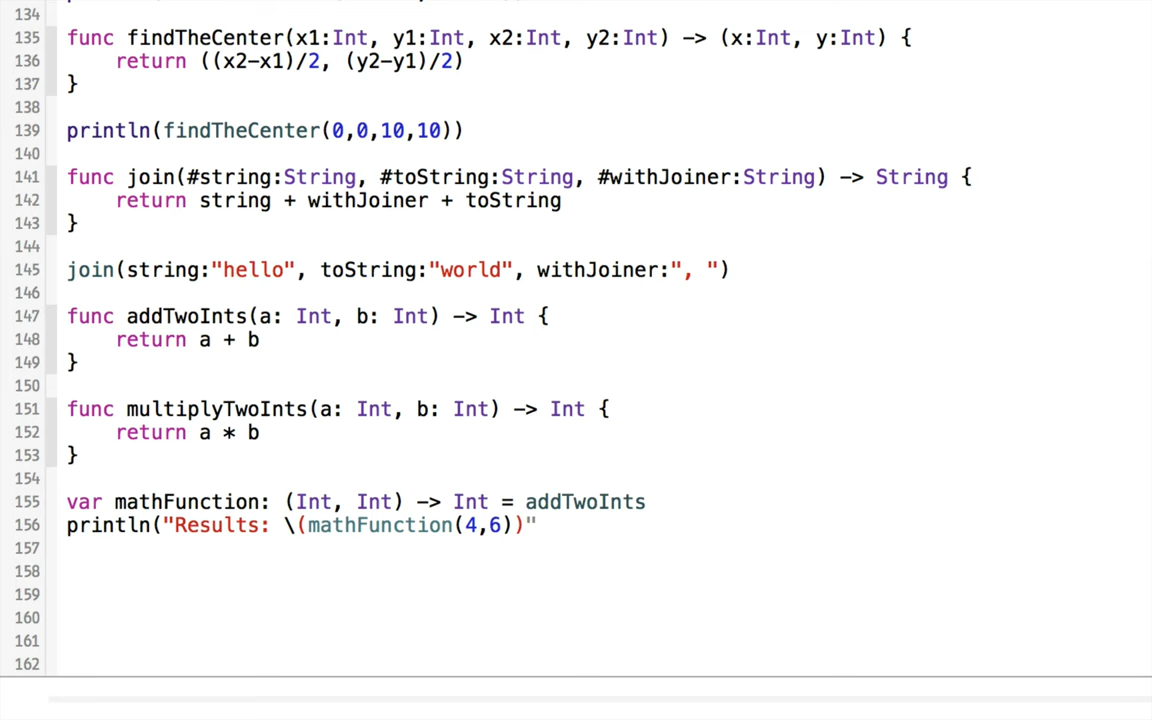 134
135 func findTheCenter(x1:Int, y1:Int, x2:Int, y2:Int) -> (x:Int, y:Int) {
136     return ((x2-x1)/2, (y2-y1)/2)
137 }
138
139 println(findTheCenter(0,0,10,10))
140
141 func join(#string:String, #toString:String, #withJoiner:String) -> String {
142     return string + withJoiner + toString
143 }
144
145 join(string:"hello", toString:"world", withJoiner:", ")
146
147 func addTwoInts(a: Int, b: Int) -> Int {
148     return a + b
149 }
150
151 func multiplyTwoInts(a: Int, b: Int) -> Int {
152     return a * b
153 }
154
155 var mathFunction: (Int, Int) -> Int = addTwoInts
156 println("Results: \(mathFunction(4,6))"
157
158
159
160
161
162